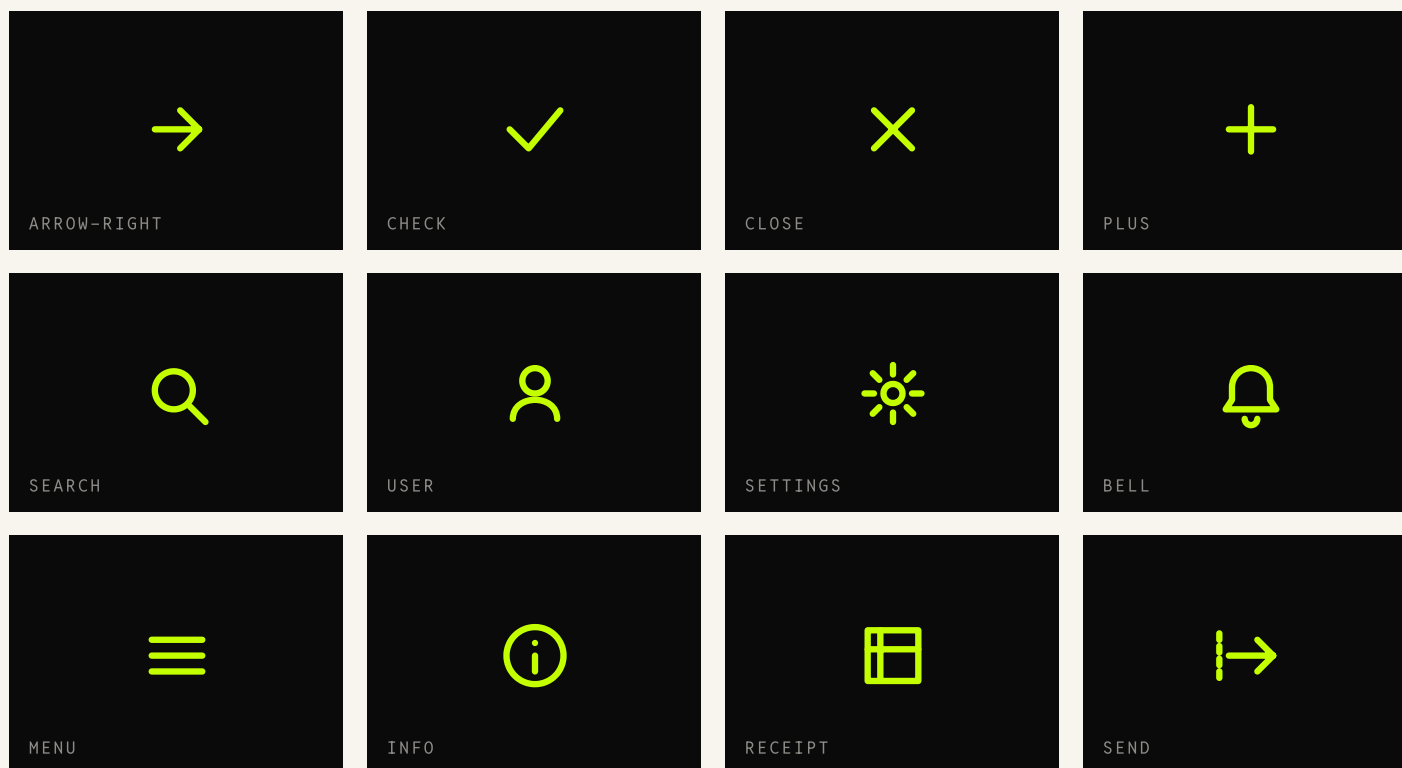 ARROW-RIGHT
CHECK
CLOSE
PLUS
SEARCH
USER
SETTINGS
BELL
MENU
INFO
RECEIPT
SEND